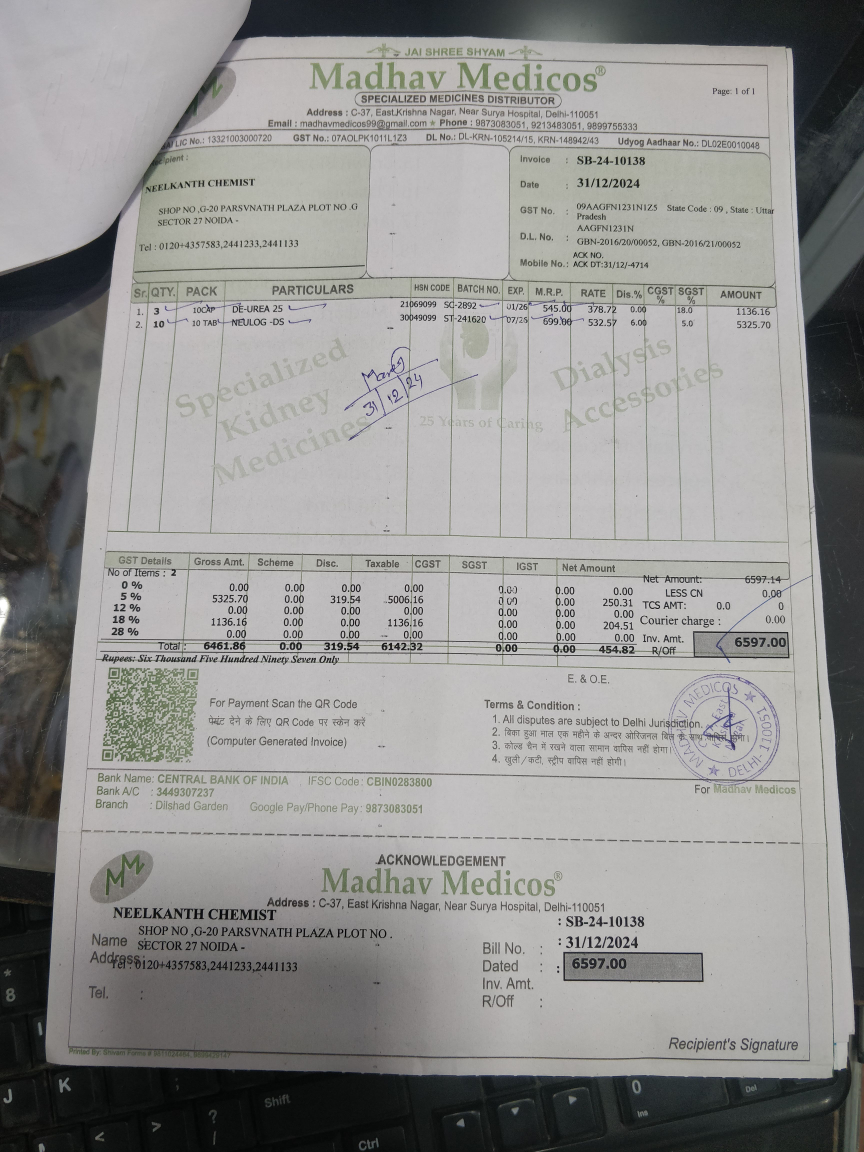 JAI SHREE SHYAM
Madhav Medicos®
Page: 1 of 1
SPECIALIZED MEDICINES DISTRIBUTOR
Address : C-37, East Krishna Nagar, Near Surya Hospital, Delhi-110051
Email : madhavmedicos99@gmail.com * Phone : 9873083051, 9213483051, 9899755333
LIC No.: 13321003000720 GST No.: 07AOLPK1011L1Z3 DL No.: DL-KRN-105214/15, KRN-148942/43 Udyog Aadhaar No.: DL02E0010048
NEELKANTH CHEMIST
SHOP NO ,G-20 PARSVNATH PLAZA PLOT NO .G
SECTOR 27 NOIDA -
Tel : 0120+4357583,2441233,2441133
Invoice : SB-24-10138
Date : 31/12/2024
GST No. : 09AAGFN1231N1Z5 State Code : 09 , State : Uttar Pradesh
AAGFN1231N
D.L. No. : GBN-2016/20/00052, GBN-2016/21/00052
ACK NO.
Mobile No.: ACK DT:31/12/-4714
Sr. QTY. PACK PARTICULARS HSN CODE BATCH NO. EXP. M.R.P. RATE Dis.% CGST % SGST % AMOUNT
1. 3 10CAP DE-UREA 25 21069099 SC-2892 01/26 545.00 378.72 0.00 18.0 1136.16
2. 10 10 TAB NEULOG -DS 30049099 ST-241620 07/25 699.00 532.57 6.00 5.0 5325.70
31/12/24
Specialized Kidney Medicines
25 Years of Caring
Dialysis Accessories
GST Details Gross Amt. Scheme Disc. Taxable CGST SGST IGST Net Amount
No of Items : 2
0 % 0.00 0.00 0.00 0.00 0.00 0.00 0.00
5 % 5325.70 0.00 319.54 5006.16 0.00 0.00 250.31
12 % 0.00 0.00 0.00 0.00 0.00 0.00
18 % 1136.16 0.00 0.00 1136.16 0.00 204.51
28 % 0.00 0.00 0.00 0.00 0.00 0.00 0.00
Total : 6461.86 0.00 319.54 6142.32 0.00 0.00 454.82
Net Amount: 6597.14
LESS CN 0.00
TCS AMT: 0.0 0
Courier charge : 0.00
Inv. Amt. 6597.00
R/Off
Rupees: Six Thousand Five Hundred Ninety Seven Only
E. & O.E.
For Payment Scan the QR Code
पेमेंट देने के लिए QR Code पर स्केन करें
(Computer Generated Invoice)
Terms & Condition :
1. All disputes are subject to Delhi Jurisdiction.
2. बिका हुआ माल एक महीने के अन्दर ओरिजनल बिल के साथ वापिस होगा।
3. कोल्ड चैन में रखने वाला सामान वापिस नहीं होगा।
4. खुली/कटी, स्ट्रीप वापिस नहीं होगी।
MADHAV MEDICOS
DELHI-110051
Bank Name: CENTRAL BANK OF INDIA IFSC Code : CBIN0283800
Bank A/C : 3449307237
Branch : Dilshad Garden Google Pay/Phone Pay : 9873083051
For Madhav Medicos
MM
ACKNOWLEDGEMENT
Madhav Medicos®
Address : C-37, East Krishna Nagar, Near Surya Hospital, Delhi-110051
NEELKANTH CHEMIST
SHOP NO ,G-20 PARSVNATH PLAZA PLOT NO .
Name SECTOR 27 NOIDA -
Address: Tel : 0120+4357583,2441233,2441133
Tel. :
: SB-24-10138
Bill No. : : 31/12/2024
Dated : : 6597.00
Inv. Amt.
R/Off :
Recipient's Signature
* 8 I J K ; < > ? / Shift Ctrl 0 Ins Del